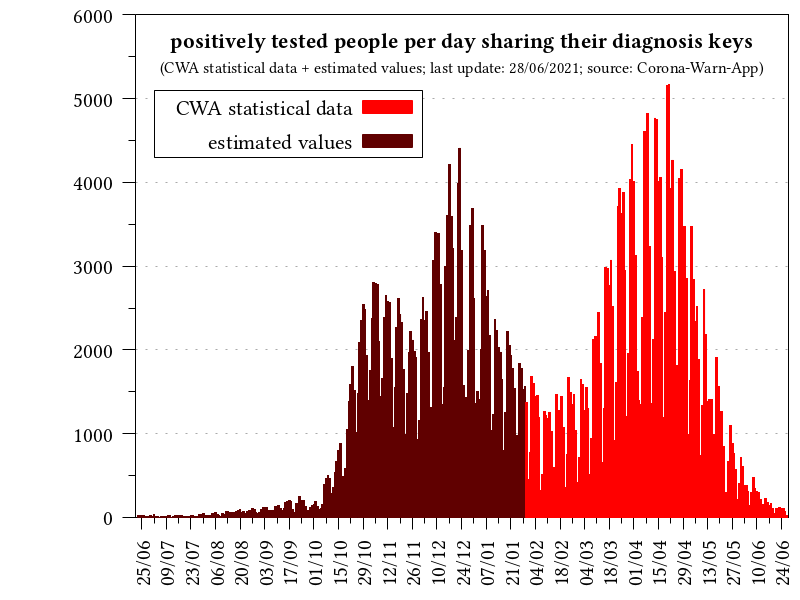 positively tested people per day sharing their diagnosis keys
(CWA statistical data + estimated values; last update: 28/06/2021; source: Corona-Warn-App)
CWA statistical data
estimated values
6000
5000
4000
3000
2000
1000
0
25/06 09/07 23/07 06/08 20/08 03/09 17/09 01/10 15/10 29/10 12/11 26/11 10/12 24/12 07/01 21/01 04/02 18/02 04/03 18/03 01/04 15/04 29/04 13/05 27/05 10/06 24/06